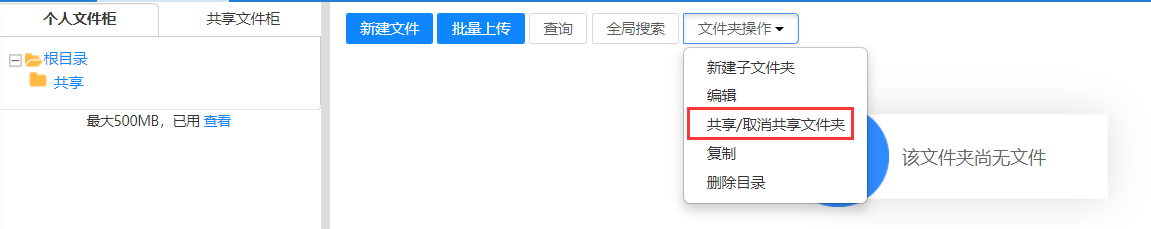 个人文件柜 共享文件柜
根目录
共享
最大500MB，已用 查看
新建文件 批量上传 查询 全局搜索 文件夹操作
新建子文件夹
编辑
共享/取消共享文件夹
复制
删除目录
该文件夹尚无文件